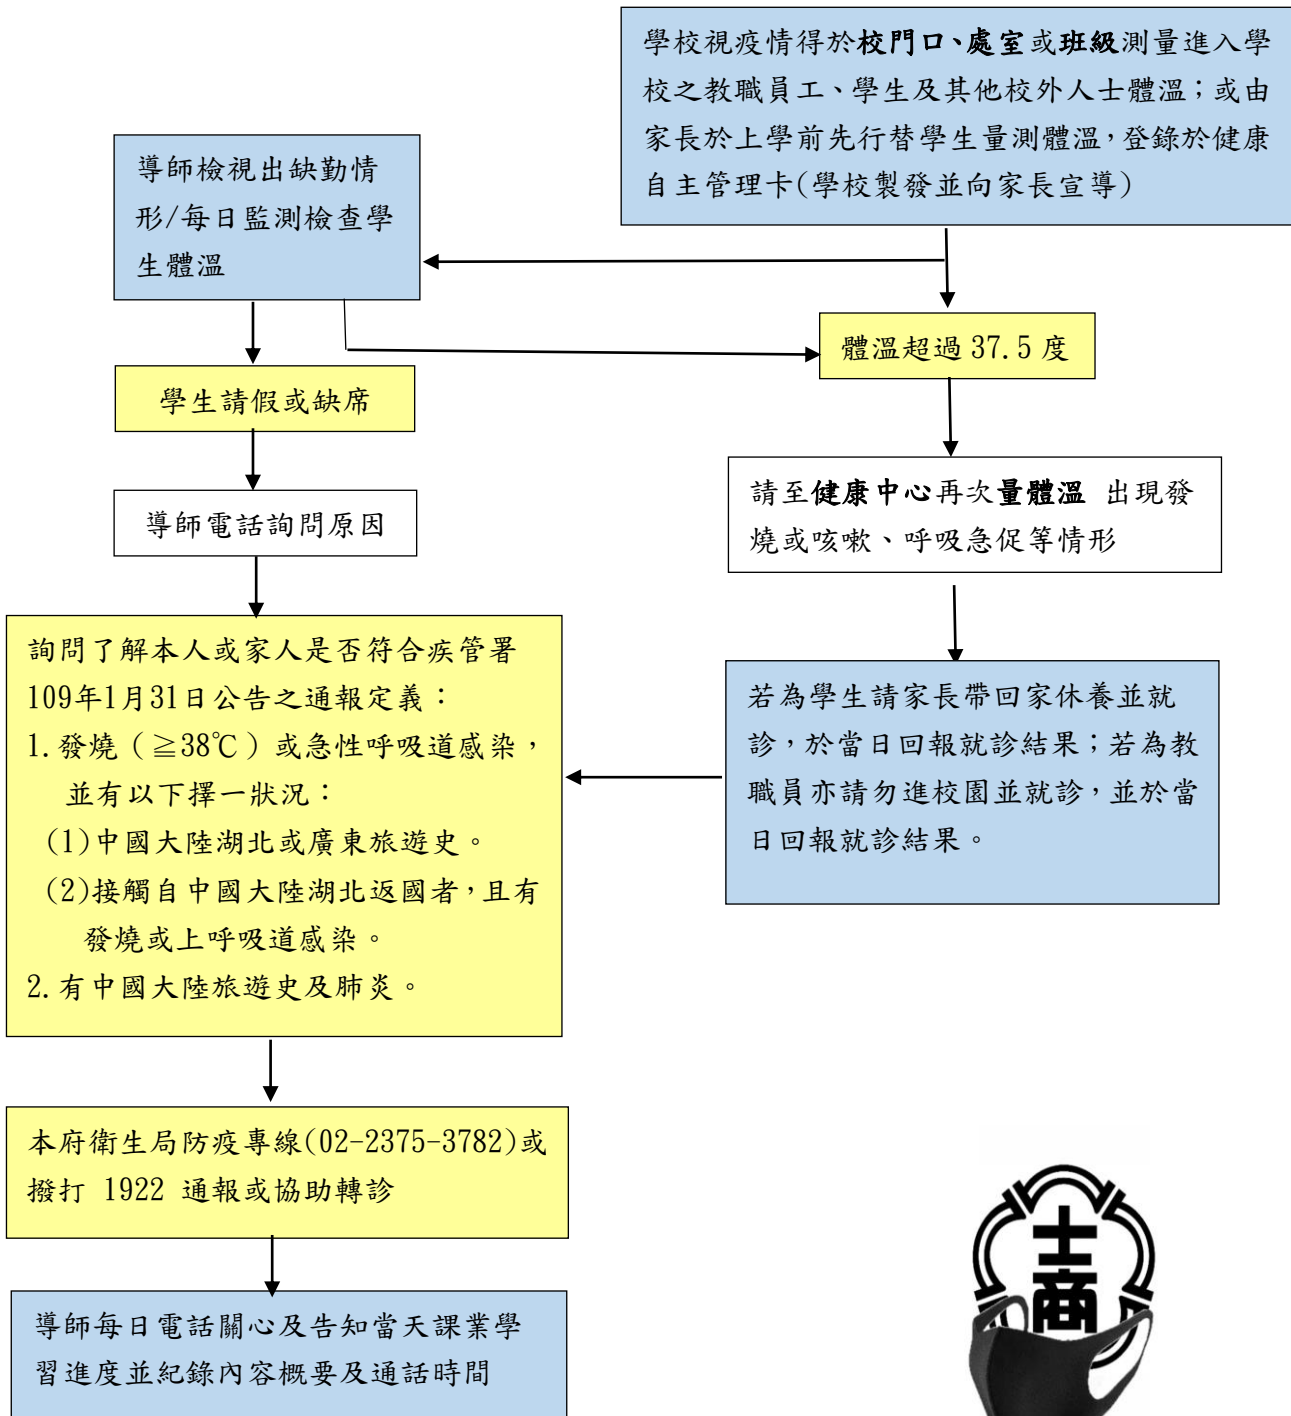 學校視疫情得於校門口、處室或班級測量進入學
校之教職員工、學生及其他校外人士體溫;或由
家長於上學前先行替學生量測體溫,登錄於健康
自主管理卡(學校製發並向家長宣導)
導師檢視出缺勤情
形/每日監測檢查學
生體溫
體溫超過 37.5 度
學生請假或缺席
請至健康中心再次量體溫 出現發
燒或咳嗽、呼吸急促等情形
導師電話詢問原因
詢問了解本人或家人是否符合疾管署
109年1月31日公告之通報定義:
1.發燒(≧38℃)或急性呼吸道感染,
並有以下擇一狀況:
(1)中國大陸湖北或廣東旅遊史。
(2)接觸自中國大陸湖北返國者,且有
發燒或上呼吸道感染。
2.有中國大陸旅遊史及肺炎。
若為學生請家長帶回家休養並就
診,於當日回報就診結果;若為教
職員亦請勿進校園並就診,並於當
日回報就診結果。
本府衛生局防疫專線(02-2375-3782)或
撥打 1922 通報或協助轉診
導師每日電話關心及告知當天課業學
習進度並紀錄內容概要及通話時間
士
商